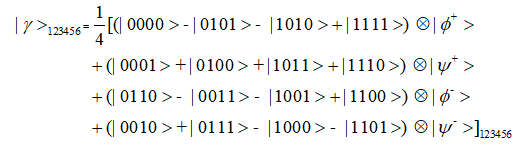 | γ >₁₂₃₄₅₆ = 1/4 [(| 0000 > - | 0101 > - | 1010 > + | 1111 >) ⊗ | ϕ⁺ >
+ (| 0001 > + | 0100 > + | 1011 > + | 1110 >) ⊗ | ψ⁺ >
+ (| 0110 > - | 0011 > - | 1001 > + | 1100 >) ⊗ | ϕ⁻ >
+ (| 0010 > + | 0111 > - | 1000 > - | 1101 >) ⊗ | ψ⁻ >]₁₂₃₄₅₆